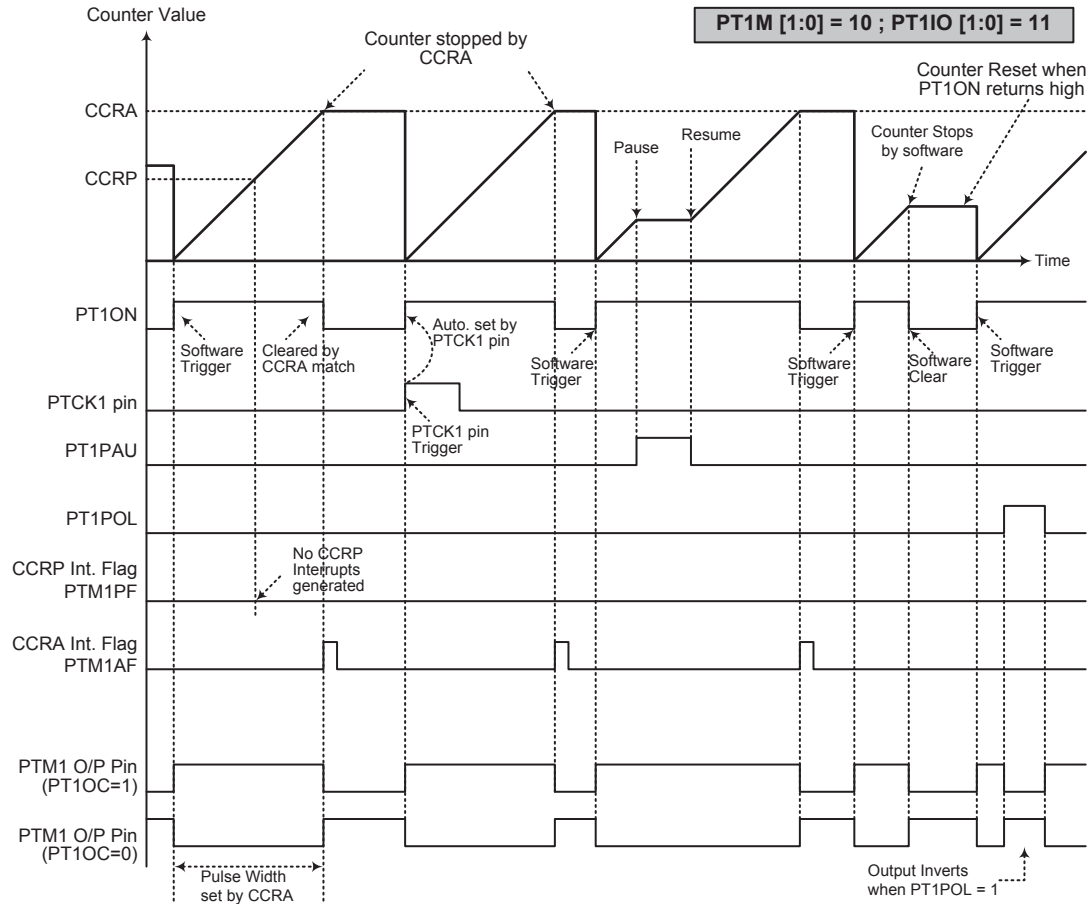 Counter Value
PT1M [1:0] = 10 ; PT1IO [1:0] = 11
Counter stopped by
CCRA
Counter Reset when
PT1ON returns high
CCRA
Pause
Resume
Counter Stops
by software
CCRP
Time
PT1ON
Software
Trigger
Cleared by
CCRA match
Auto. set by
PTCK1 pin
Software
Trigger
Software
Trigger
Software
Clear
Software
Trigger
PTCK1 pin
PTCK1 pin
Trigger
PT1PAU
PT1POL
No CCRP
Interrupts
generated
CCRP Int. Flag
PTM1PF
CCRA Int. Flag
PTM1AF
PTM1 O/P Pin
(PT1OC=1)
PTM1 O/P Pin
(PT1OC=0)
Pulse Width
set by CCRA
Output Inverts
when PT1POL = 1